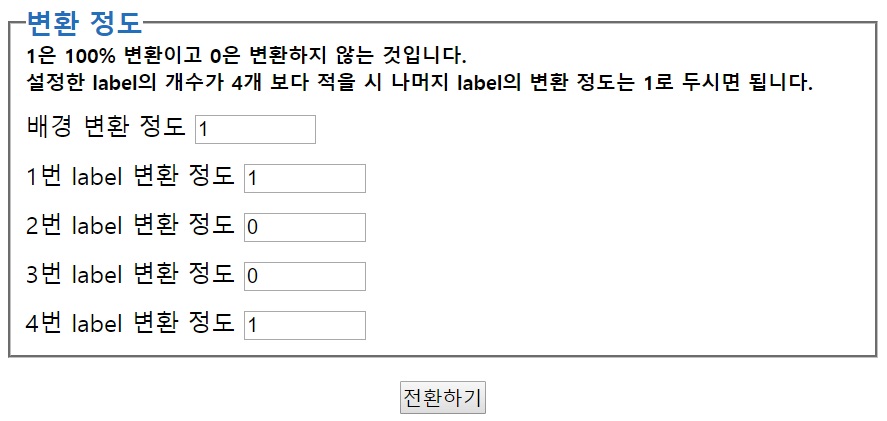 변환 정도
1은 100% 변환이고 0은 변환하지 않는 것입니다.
설정한 label의 개수가 4개 보다 적을 시 나머지 label의 변환 정도는 1로 두시면 됩니다.
배경 변환 정도 1
1번 label 변환 정도 1
2번 label 변환 정도 0
3번 label 변환 정도 0
4번 label 변환 정도 1
전환하기